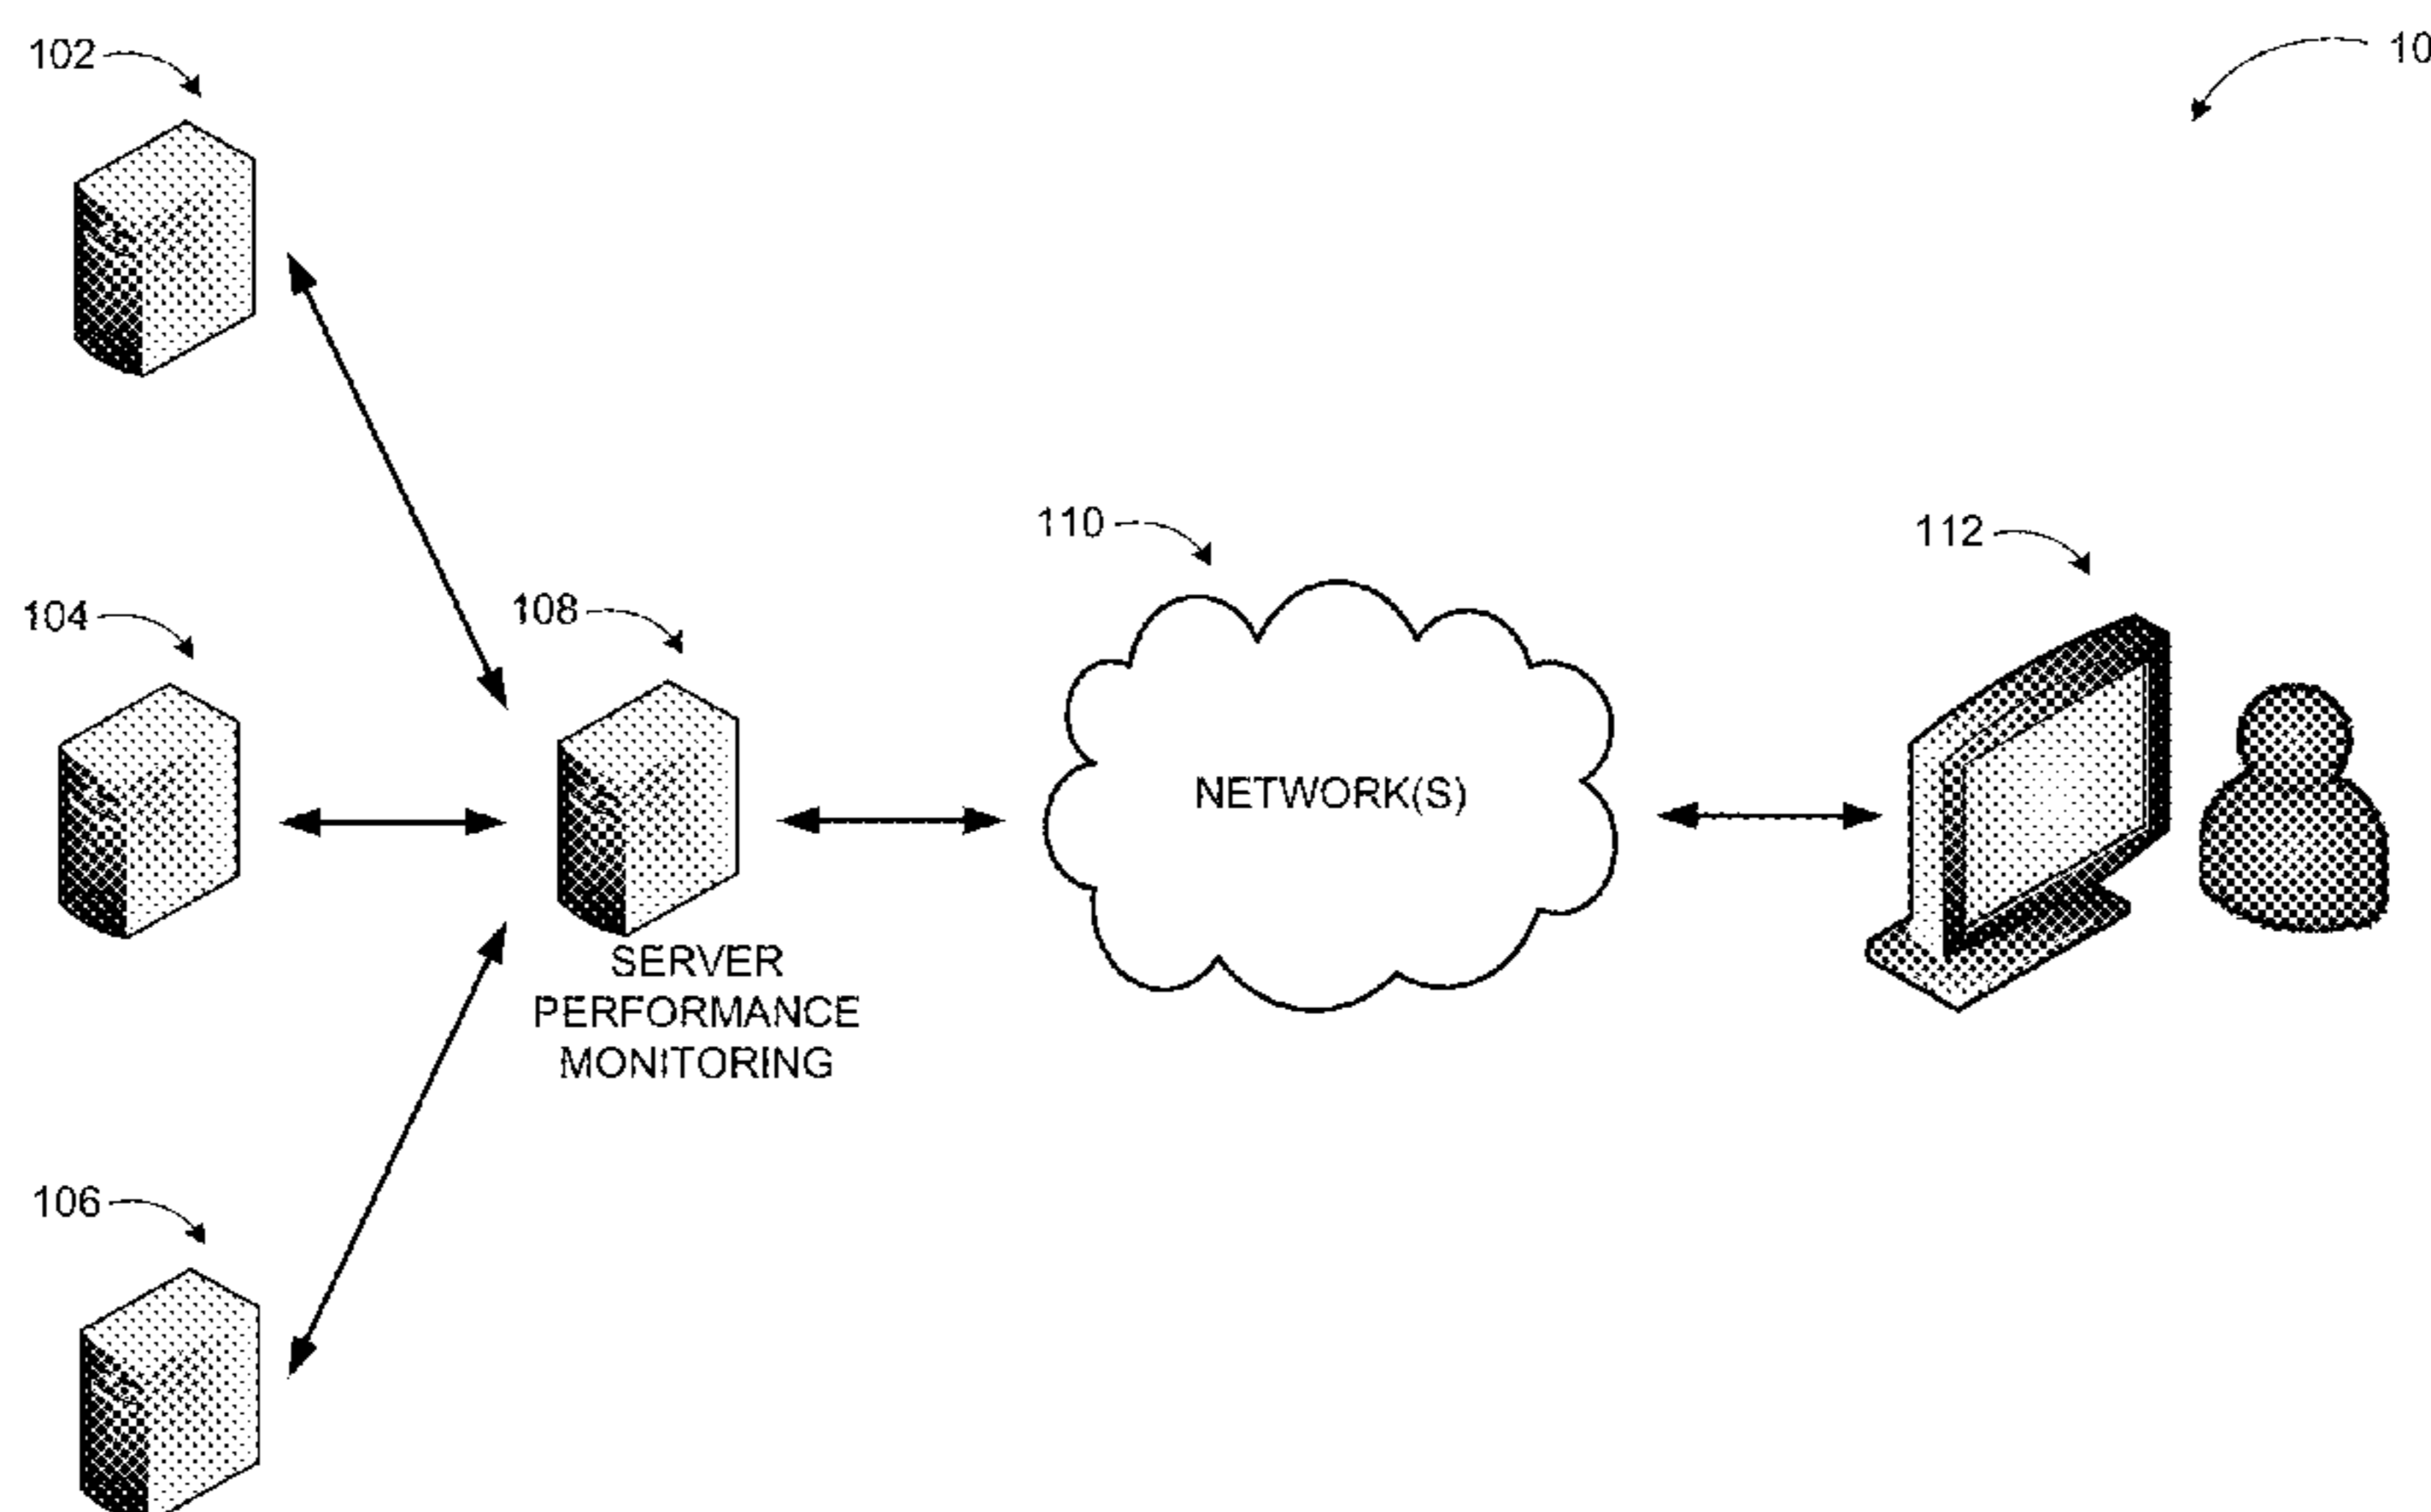 102
10
110
112
104
108
NETWORK(S)
SERVER
PERFORMANCE
MONITORING
106